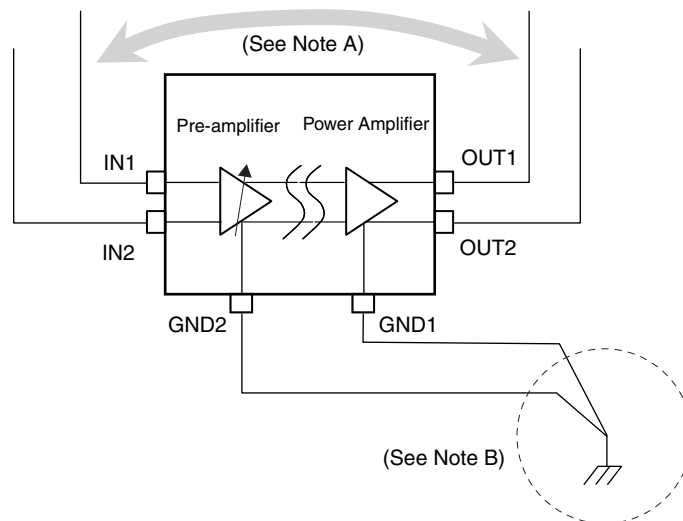 (See Note A)
Pre-amplifier
Power Amplifier
IN1
OUT1
IN2
OUT2
GND2
GND1
(See Note B)